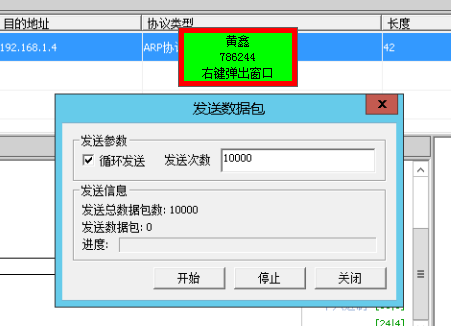 目的地址 协议类型 长度
192.168.1.4 ARP协 42
黄鑫
786244
右键弹出窗口
发送数据包 x
发送参数
循环发送 发送次数 10000
发送信息
发送总数据包数: 10000
发送数据包: 0
进度:
开始 停止 关闭
[24|4]